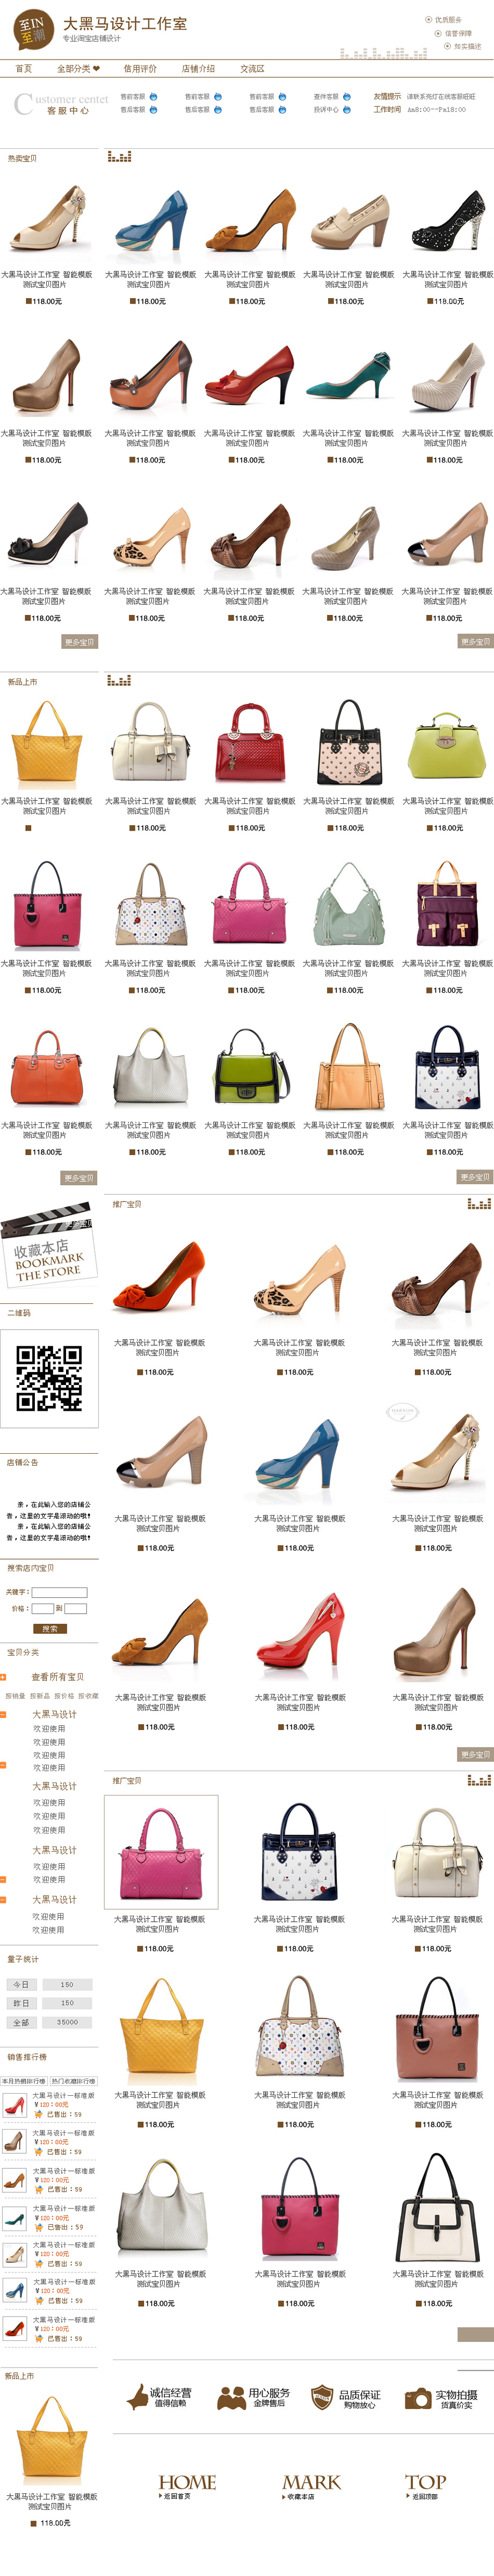 至IN
至潮
大黑马设计工作室
专业淘宝店铺设计
优质服务
信誉保障
如实描述
首页 全部分类 信用评价 店铺介绍 交流区
Customer centet
客服中心
售前客服 售前客服 售前客服 查件客服 友情提示 请联系亮灯在线客服旺旺
售后客服 售后客服 售后客服 投诉中心 工作时间 Am8:00--Pm18:00
热卖宝贝
大黑马设计工作室 智能模版 大黑马设计工作室 智能模版 大黑马设计工作室 智能模版 大黑马设计工作室 智能模版 大黑马设计工作室 智能模版
测试宝贝图片 测试宝贝图片 测试宝贝图片 测试宝贝图片 测试宝贝图片
118.00元 118.00元 118.00元 118.00元 118.00元
大黑马设计工作室 智能模版 大黑马设计工作室 智能模版 大黑马设计工作室 智能模版 大黑马设计工作室 智能模版 大黑马设计工作室 智能模版
测试宝贝图片 测试宝贝图片 测试宝贝图片 测试宝贝图片 测试宝贝图片
118.00元 118.00元 118.00元 118.00元 118.00元
大黑马设计工作室 智能模版 大黑马设计工作室 智能模版 大黑马设计工作室 智能模版 大黑马设计工作室 智能模版 大黑马设计工作室 智能模版
测试宝贝图片 测试宝贝图片 测试宝贝图片 测试宝贝图片 测试宝贝图片
118.00元 118.00元 118.00元 118.00元 118.00元
更多宝贝 更多宝贝
新品上市
大黑马设计工作室 智能模版 大黑马设计工作室 智能模版 大黑马设计工作室 智能模版 大黑马设计工作室 智能模版 大黑马设计工作室 智能模版
测试宝贝图片 测试宝贝图片 测试宝贝图片 测试宝贝图片 测试宝贝图片
118.00元 118.00元 118.00元 118.00元
大黑马设计工作室 智能模版 大黑马设计工作室 智能模版 大黑马设计工作室 智能模版 大黑马设计工作室 智能模版 大黑马设计工作室 智能模版
测试宝贝图片 测试宝贝图片 测试宝贝图片 测试宝贝图片 测试宝贝图片
118.00元 118.00元 118.00元 118.00元 118.00元
大黑马设计工作室 智能模版 大黑马设计工作室 智能模版 大黑马设计工作室 智能模版 大黑马设计工作室 智能模版 大黑马设计工作室 智能模版
测试宝贝图片 测试宝贝图片 测试宝贝图片 测试宝贝图片 测试宝贝图片
118.00元 118.00元 118.00元 118.00元 118.00元
更多宝贝 更多宝贝
收藏本店
BOOKMARK
THE STORE
二维码
店铺公告
亲，在此输入您的店铺公
告，这里的文字是滚动的哦!
亲，在此输入您的店铺公
告，这里的文字是滚动的哦!
搜索店内宝贝
关键字：
价格： 到
搜索
宝贝分类
查看所有宝贝
按销量 按新品 按价格 按收藏
大黑马设计
欢迎使用
欢迎使用
欢迎使用
欢迎使用
大黑马设计
欢迎使用
欢迎使用
欢迎使用
大黑马设计
欢迎使用
欢迎使用
大黑马设计
欢迎使用
欢迎使用
量子统计
今日 150
昨日 150
全部 35000
销售排行榜
本月热销排行榜 热门收藏排行榜
大黑马设计—标准版
￥120：00元
已售出：59
大黑马设计—标准版
￥120：00元
已售出：59
大黑马设计—标准版
￥120：00元
已售出：59
大黑马设计—标准版
￥120：00元
已售出：59
大黑马设计—标准版
￥120：00元
已售出：59
大黑马设计—标准版
￥120：00元
已售出：59
大黑马设计—标准版
￥120：00元
已售出：59
新品上市
大黑马设计工作室 智能模版
测试宝贝图片
118.00元
推广宝贝
大黑马设计工作室 智能模版 大黑马设计工作室 智能模版 大黑马设计工作室 智能模版
测试宝贝图片 测试宝贝图片 测试宝贝图片
118.00元 118.00元 118.00元
大黑马设计工作室 智能模版 大黑马设计工作室 智能模版 大黑马设计工作室 智能模版
测试宝贝图片 测试宝贝图片 测试宝贝图片
118.00元 118.00元 118.00元
大黑马设计工作室 智能模版 大黑马设计工作室 智能模版 大黑马设计工作室 智能模版
测试宝贝图片 测试宝贝图片 测试宝贝图片
118.00元 118.00元 118.00元
更多宝贝
推广宝贝
大黑马设计工作室 智能模版 大黑马设计工作室 智能模版 大黑马设计工作室 智能模版
测试宝贝图片 测试宝贝图片 测试宝贝图片
118.00元 118.00元 118.00元
大黑马设计工作室 智能模版 大黑马设计工作室 智能模版 大黑马设计工作室 智能模版
测试宝贝图片 测试宝贝图片 测试宝贝图片
118.00元 118.00元 118.00元
大黑马设计工作室 智能模版 大黑马设计工作室 智能模版 大黑马设计工作室 智能模版
测试宝贝图片 测试宝贝图片 测试宝贝图片
118.00元 118.00元 118.00元
诚信经营 用心服务 品质保证 实物拍摄
值得信赖 金牌售后 购物放心 货真价实
HOME MARK TOP
返回首页 收藏本店 返回顶部